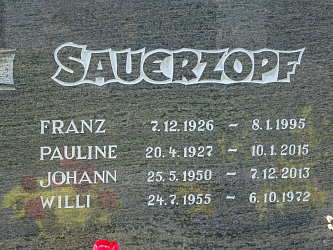 SAUERZOPF
FRANZ 7.12.1926 ~ 8.1.1995
PAULINE 20.4.1927 ~ 10.1.2015
JOHANN 25.5.1950 ~ 7.12.2013
WILLI 24.7.1955 ~ 6.10.1972